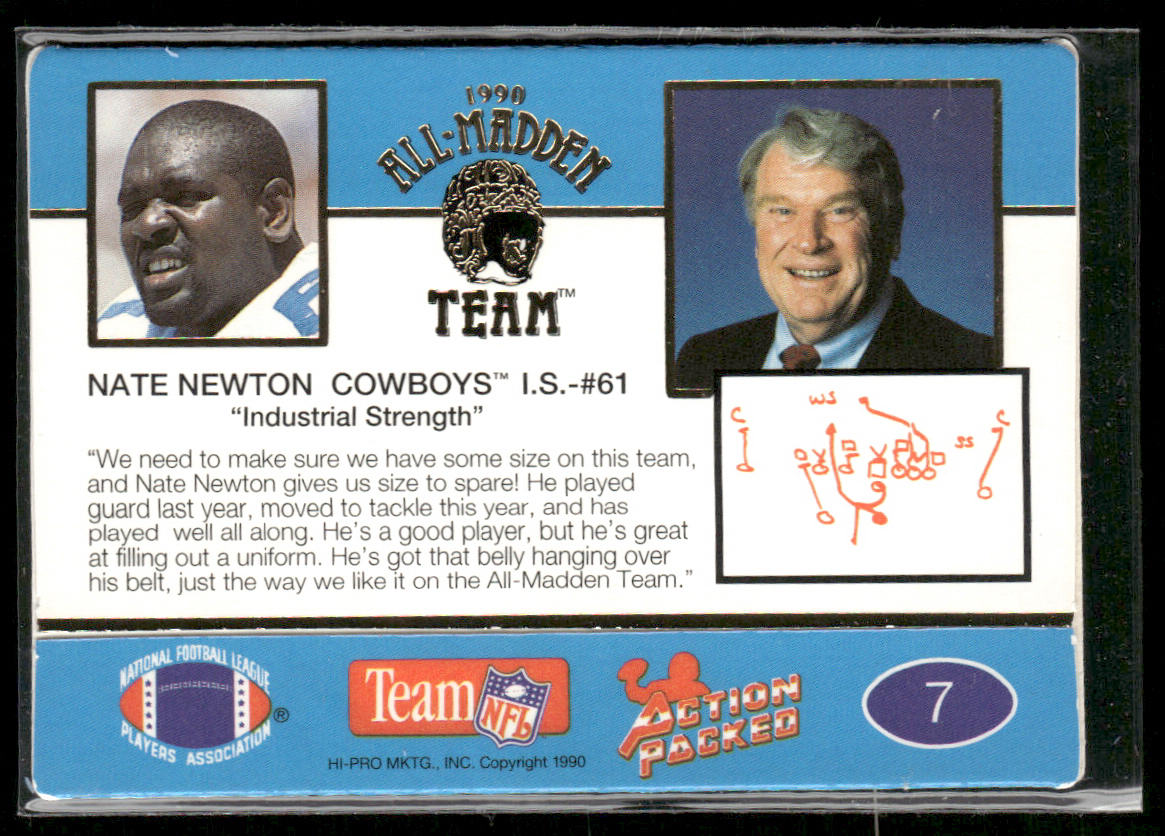 1990
ALL-MADDEN
TEAM™
NATE NEWTON COWBOYS™ I.S.-#61
“Industrial Strength”
“We need to make sure we have some size on this team,
and Nate Newton gives us size to spare! He played
guard last year, moved to tackle this year, and has
played well all along. He's a good player, but he's great
at filling out a uniform. He's got that belly hanging over
his belt, just the way we like it on the All-Madden Team.”
C
WS
SS
C
NATIONAL FOOTBALL LEAGUE
PLAYERS ASSOCIATION ®
Team NFL
HI-PRO MKTG., INC. Copyright 1990
ACTION
PACKED
7